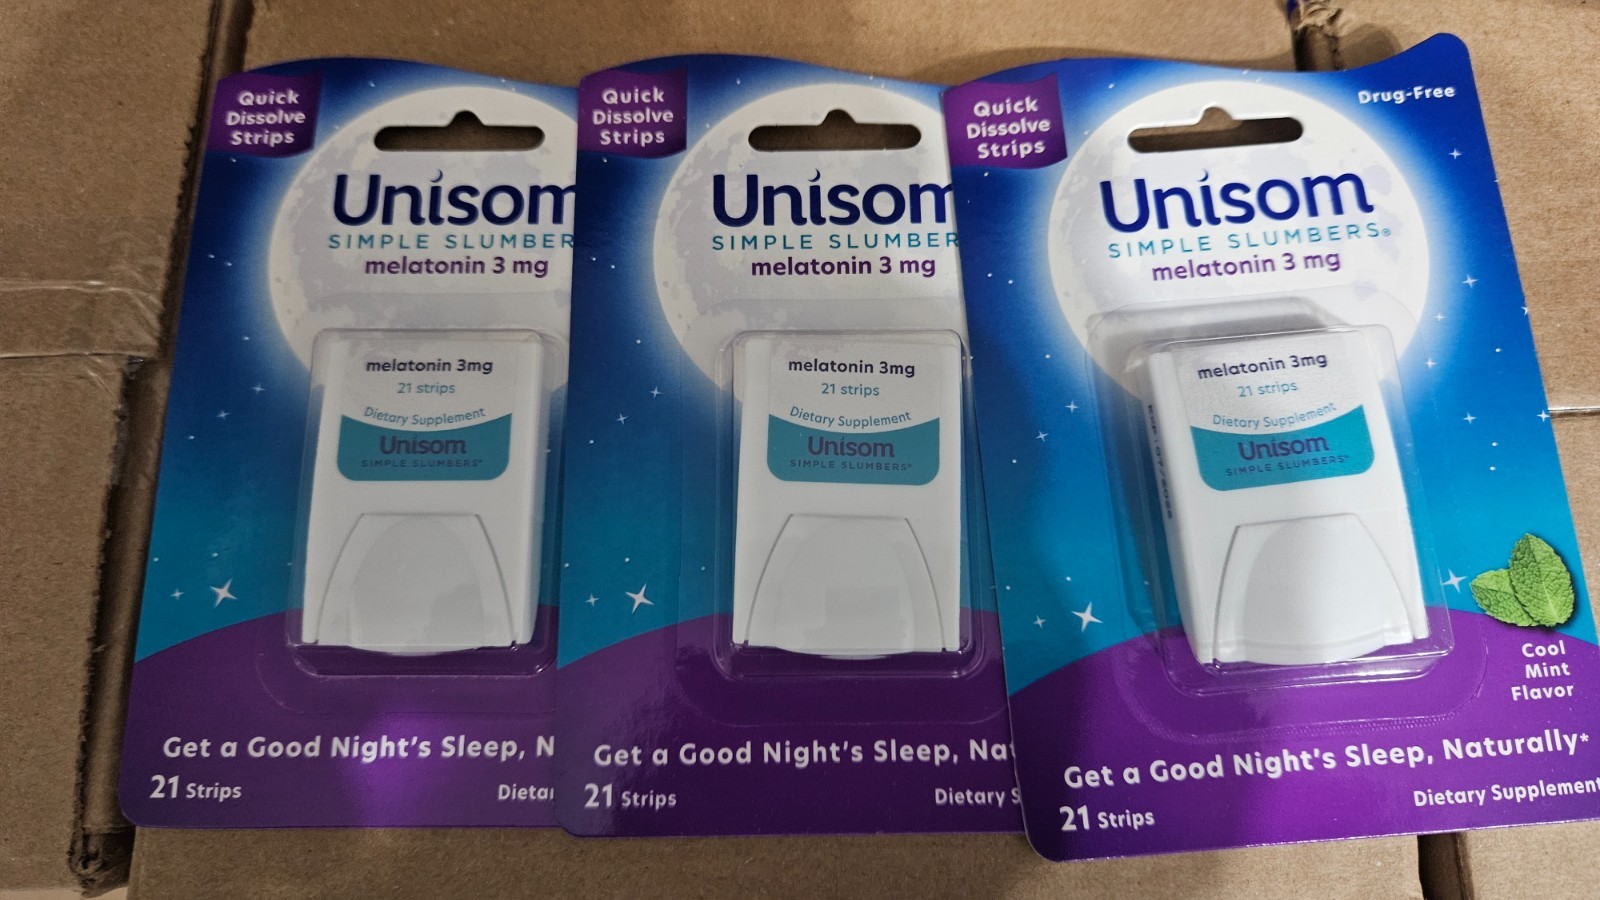 Quick
Dissolve
Strips
Unisom
SIMPLE SLUMBER
melatonin 3 mg
melatonin 3mg
21 strips
Dietary Supplement
Unisom
SIMPLE SLUMBERS®
Get a Good Night's Sleep, N
21 Strips
Dietar
Quick
Dissolve
Strips
Unisom
SIMPLE SLUMBER
melatonin 3 mg
melatonin 3mg
21 strips
Dietary Supplement
Unisom
SIMPLE SLUMBERS®
Get a Good Night's Sleep, Nat
21 Strips
Dietary S
Quick
Dissolve
Strips
Drug-Free
Unisom
SIMPLE SLUMBERS®
melatonin 3 mg
melatonin 3mg
21 strips
Dietary Supplement
Unisom
SIMPLE SLUMBERS®
Cool
Mint
Flavor
Get a Good Night's Sleep, Naturally*
21 Strips
Dietary Supplement